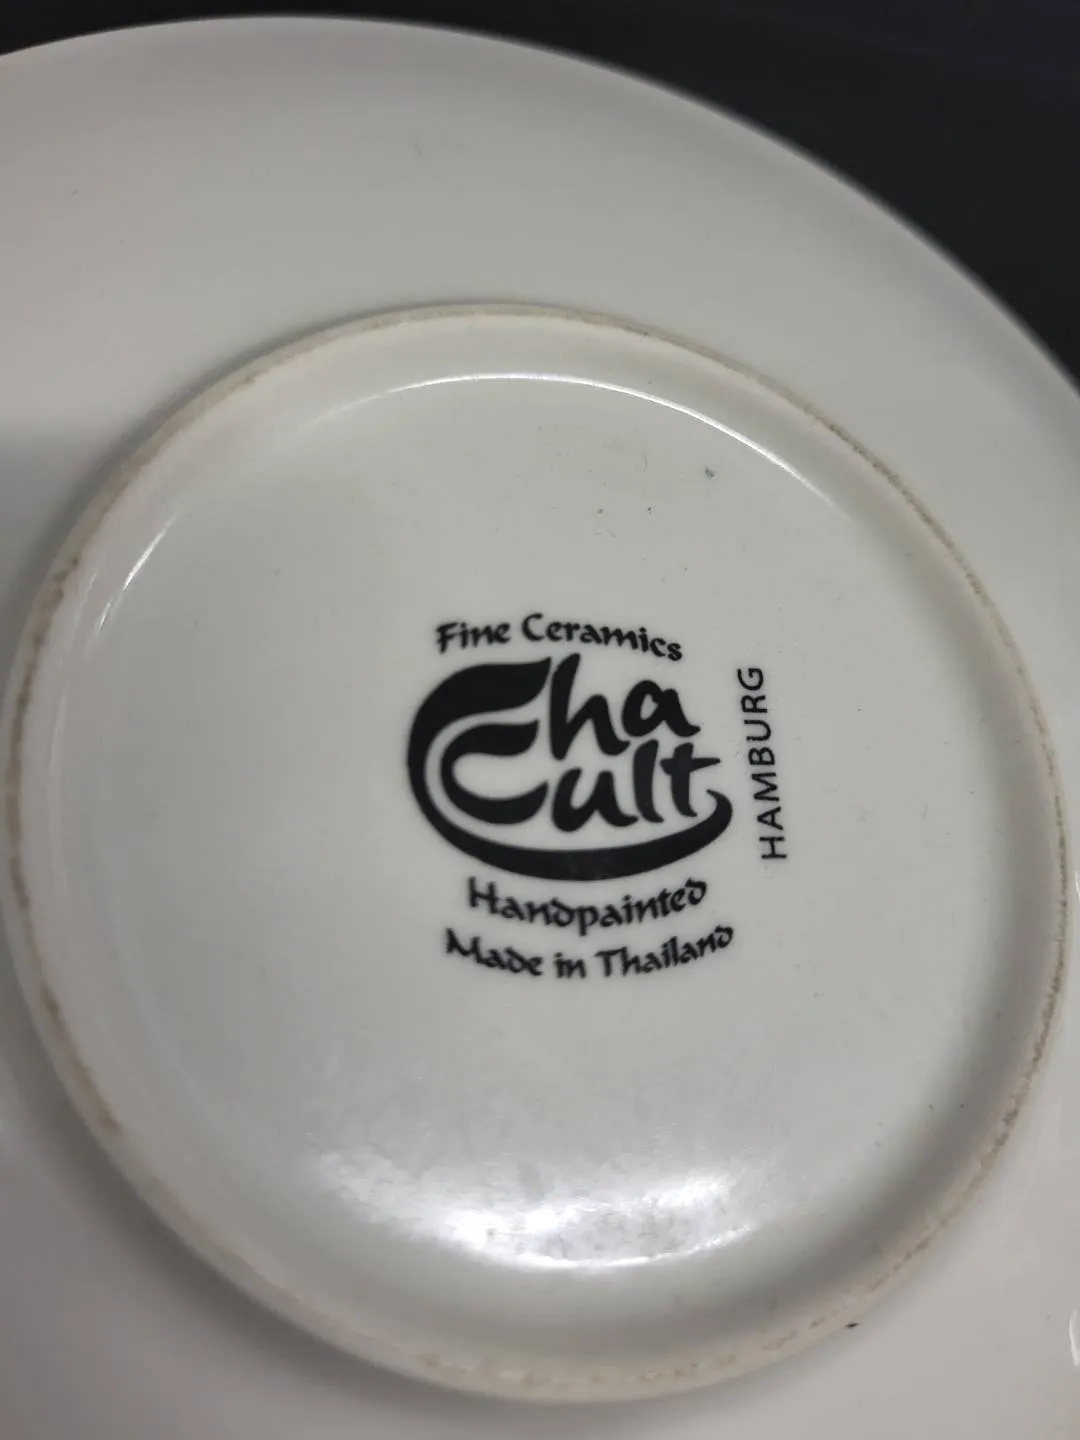 Fine Ceramics
Cha
Cult
HAMBURG
Handpainted
Made in Thailand